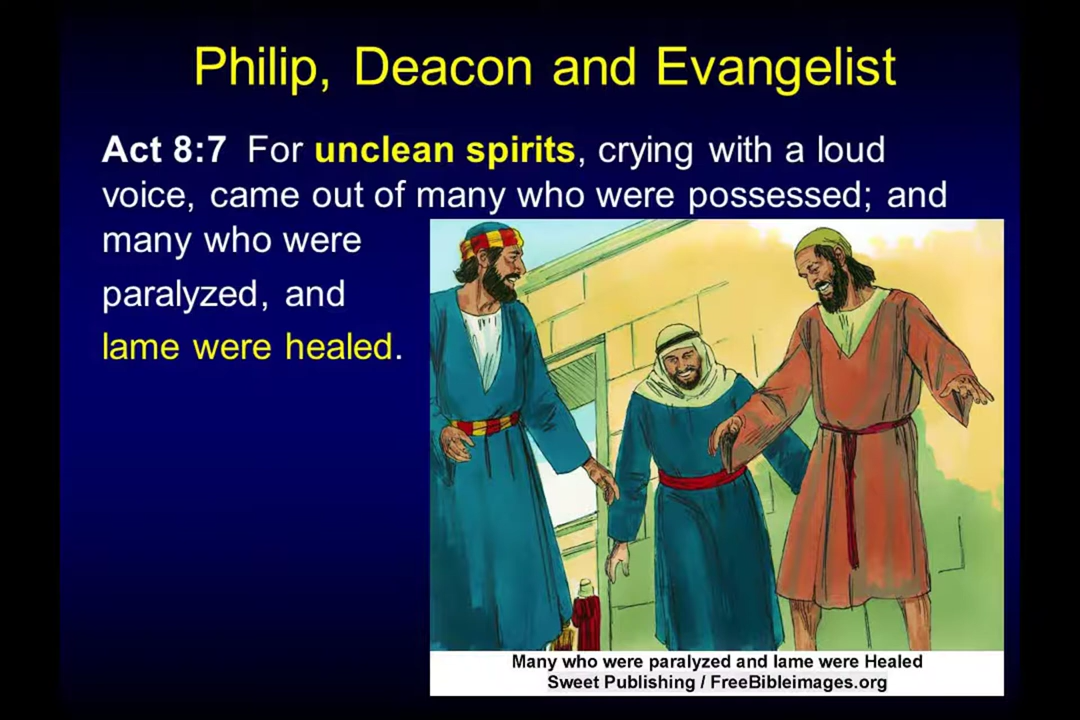 Philip, Deacon and Evangelist
Act 8:7 For unclean spirits, crying with a loud
voice, came out of many who were possessed; and
many who were
paralyzed, and
lame were healed.
Many who were paralyzed and lame were Healed
Sweet Publishing / FreeBibleimages.org